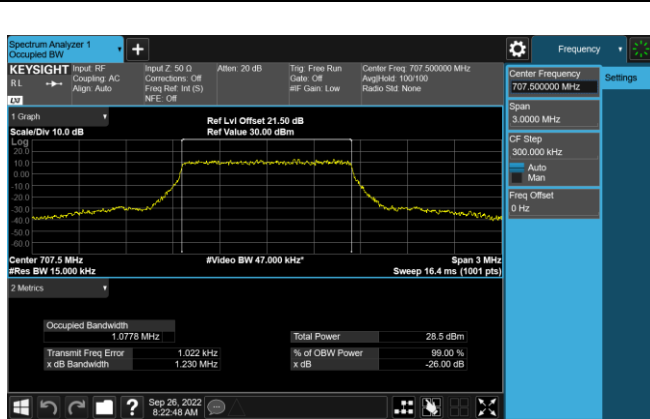 Spectrum Analyzer 1
Occupied BW
Frequency
KEYSIGHT
Input: RF
Input Z: 50 Ω
Atten: 20 dB
Trig: Free Run
Center Freq: 707.500000 MHz
R L
Coupling: AC
Corrections: Off
Gate: Off
Avg|Hold: 100/100
Align: Auto
Freq Ref: Int (S)
#IF Gain: Low
Radio Std: None
NFE: Off
LXI
Center Frequency
707.500000 MHz
Settings
Span
3.0000 MHz
CF Step
300.000 kHz
Auto
Man
Freq Offset
0 Hz
1 Graph
Ref Lvl Offset 21.50 dB
Scale/Div 10.0 dB
Ref Value 30.00 dBm
Log
20.0
10.0
0.00
-10.0
-20.0
-30.0
-40.0
-50.0
-60.0
Center 707.5 MHz
#Video BW 47.000 kHz*
Span 3 MHz
#Res BW 15.000 kHz
Sweep 16.4 ms (1001 pts)
2 Metrics
Occupied Bandwidth
1.0778 MHz
Total Power
28.5 dBm
Transmit Freq Error
1.022 kHz
% of OBW Power
99.00 %
x dB Bandwidth
1.230 MHz
x dB
-26.00 dB
?
Sep 26, 2022
8:22:48 AM